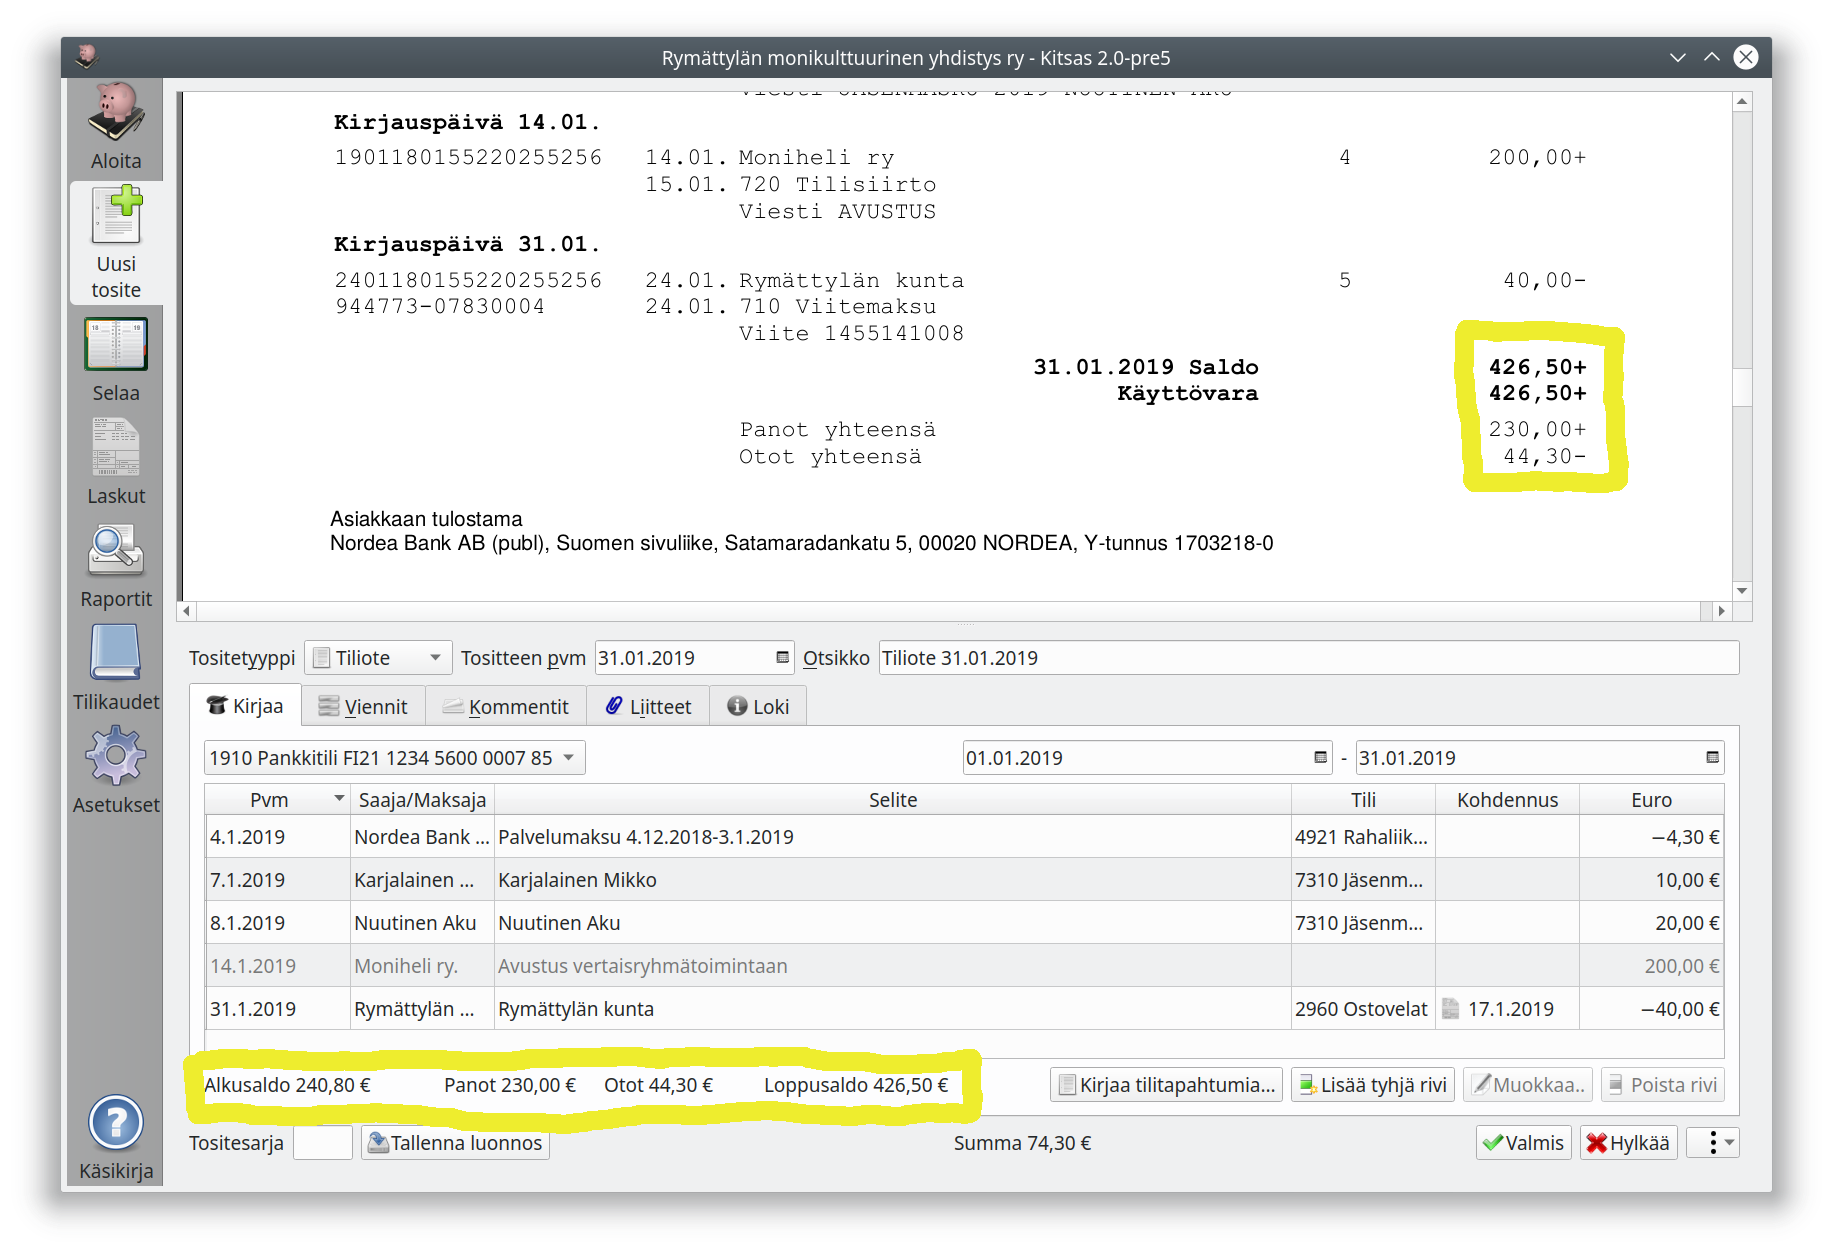 Rymättylän monikulttuurinen yhdistys ry - Kitsas 2.0-pre5
Aloita
Uusi
tosite
Selaa
Laskut
Raportit
Tilikaudet
Asetukset
Käsikirja
Kirjauspäivä 14.01.
1901180155220255256 14.01. Moniheli ry 4 200,00+
15.01. 720 Tilisiirto
Viesti AVUSTUS
Kirjauspäivä 31.01.
2401180155220255256 24.01. Rymättylän kunta 5 40,00-
944773-07830004 24.01. 710 Viitemaksu
Viite 1455141008
31.01.2019 Saldo 426,50+
Käyttövara 426,50+
Panot yhteensä 230,00+
Otot yhteensä 44,30-
Asiakkaan tulostama
Nordea Bank AB (publ), Suomen sivuliike, Satamaradankatu 5, 00020 NORDEA, Y-tunnus 1703218-0
Tositetyyppi Tiliote Tositteen pvm 31.01.2019 Otsikko Tiliote 31.01.2019
Kirjaa Viennit Kommentit Liitteet Loki
1910 Pankkitili FI21 1234 5600 0007 85 01.01.2019 - 31.01.2019
Pvm Saaja/Maksaja Selite Tili Kohdennus Euro
4.1.2019 Nordea Bank ... Palvelumaksu 4.12.2018-3.1.2019 4921 Rahaliik... −4,30 €
7.1.2019 Karjalainen ... Karjalainen Mikko 7310 Jäsenm... 10,00 €
8.1.2019 Nuutinen Aku Nuutinen Aku 7310 Jäsenm... 20,00 €
14.1.2019 Moniheli ry. Avustus vertaisryhmätoimintaan 200,00 €
31.1.2019 Rymättylän ... Rymättylän kunta 2960 Ostovelat 17.1.2019 −40,00 €
Alkusaldo 240,80 € Panot 230,00 € Otot 44,30 € Loppusaldo 426,50 € Kirjaa tilitapahtumia... Lisää tyhjä rivi Muokkaa.. Poista rivi
Tositesarja Tallenna luonnos Summa 74,30 € Valmis Hylkää